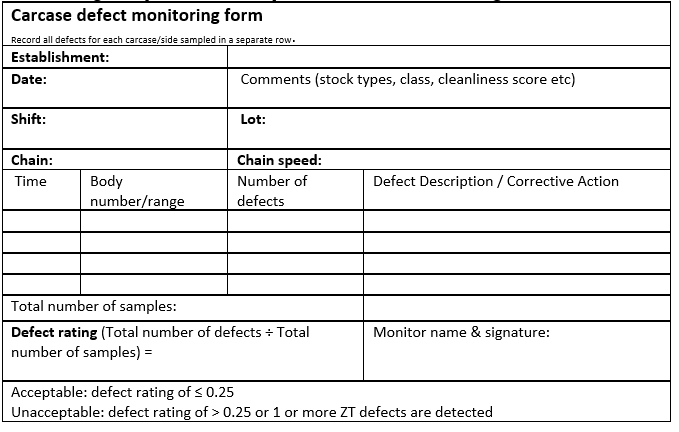 Carcase defect monitoring form
Record all defects for each carcase/side sampled in a separate row.
Establishment:
Date:
Comments (stock types, class, cleanliness score etc)
Shift:
Lot:
Chain:
Chain speed:
Time
Body
number/range
Number of
defects
Defect Description / Corrective Action
Total number of samples:
Defect rating (Total number of defects ÷ Total
number of samples) =
Monitor name & signature:
Acceptable: defect rating of ≤ 0.25
Unacceptable: defect rating of > 0.25 or 1 or more ZT defects are detected